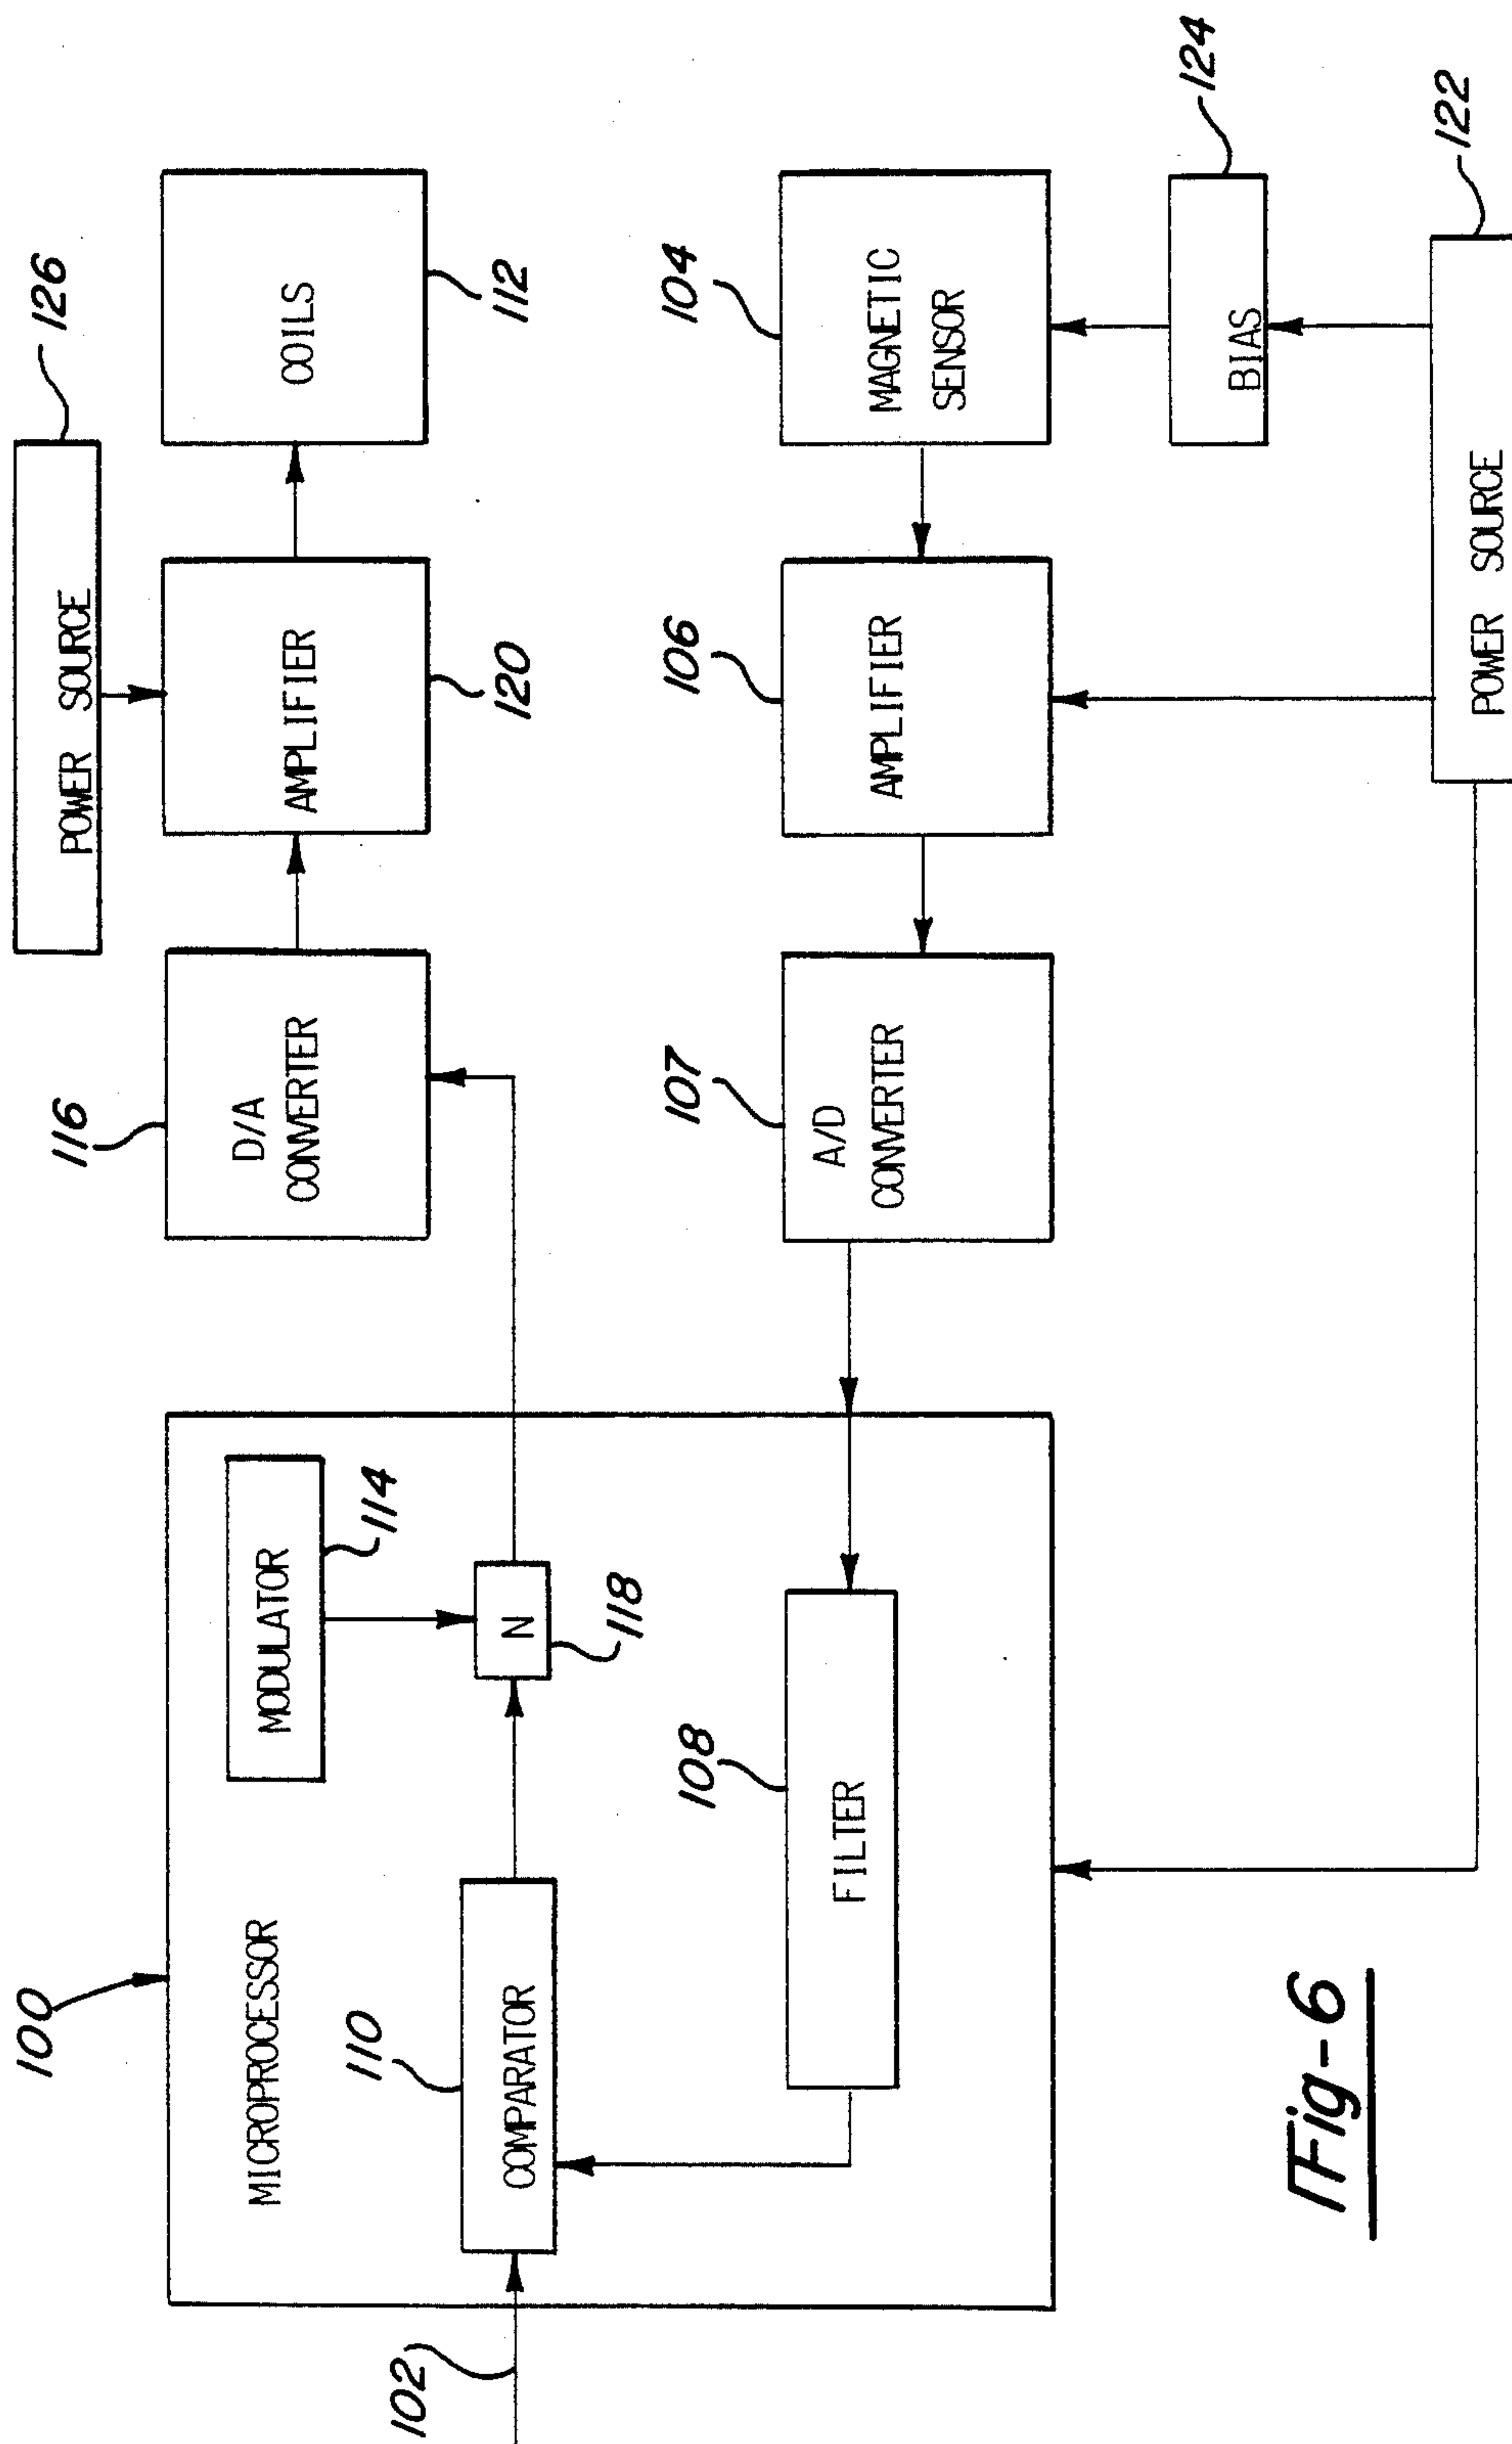 126
POWER SOURCE
116
D/A
CONVERTER
AMPLIFIER
120
COILS
112
100
MICROPROCESSOR
MODULATOR
114
110
COMPARATOR
N
118
102
108
FILTER
107
A/D
CONVERTER
106
AMPLIFIER
104
MAGNETIC
SENSOR
BIAS
124
POWER SOURCE
122
Fig-6